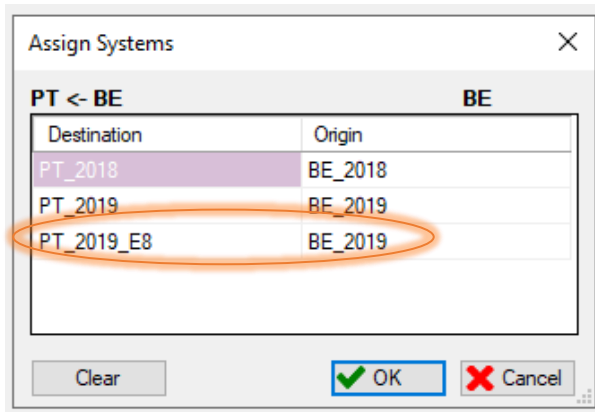 Assign Systems
PT <- BE BE
Destination Origin
PT_2018 BE_2018
PT_2019 BE_2019
PT_2019_E8 BE_2019
Clear OK Cancel